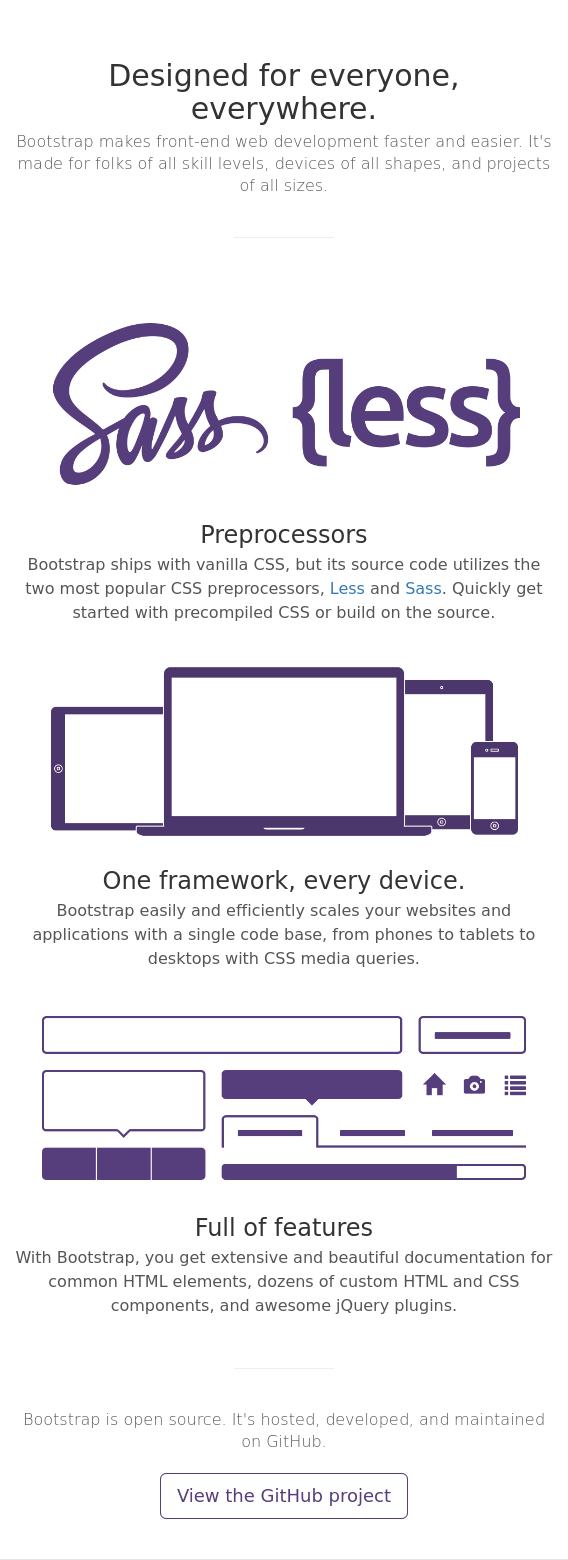 Designed for everyone,
everywhere.
Bootstrap makes front-end web development faster and easier. It's
made for folks of all skill levels, devices of all shapes, and projects
of all sizes.
Sass {less}
Preprocessors
Bootstrap ships with vanilla CSS, but its source code utilizes the
two most popular CSS preprocessors, Less and Sass. Quickly get
started with precompiled CSS or build on the source.
One framework, every device.
Bootstrap easily and efficiently scales your websites and
applications with a single code base, from phones to tablets to
desktops with CSS media queries.
Full of features
With Bootstrap, you get extensive and beautiful documentation for
common HTML elements, dozens of custom HTML and CSS
components, and awesome jQuery plugins.
Bootstrap is open source. It's hosted, developed, and maintained
on GitHub.
View the GitHub project